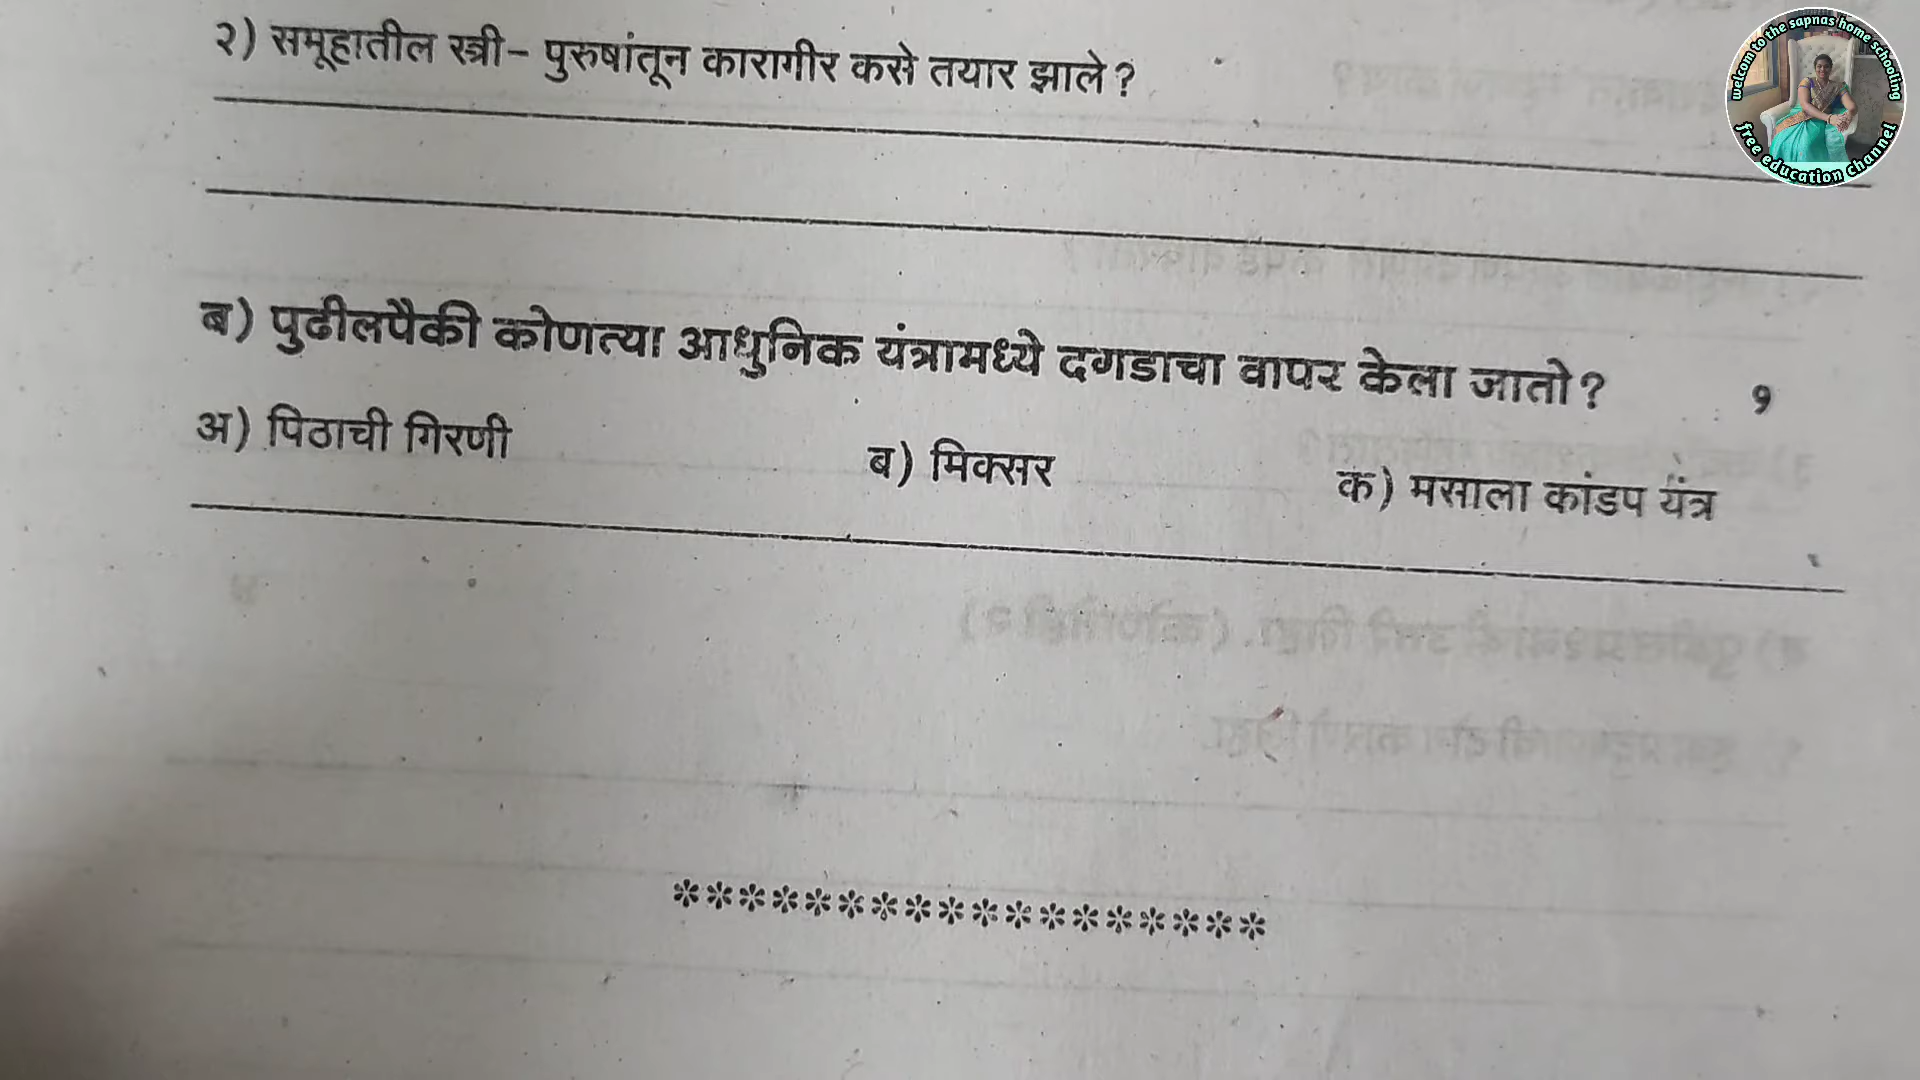 welcom to the sapnas home schooling
free education channel
२) समूहातील स्त्री- पुरुषांतून कारागीर कसे तयार झाले?
ब) पुढीलपैकी कोणत्या आधुनिक यंत्रामध्ये दगडाचा वापर केला जातो? १
अ) पिठाची गिरणी ब) मिक्सर क) मसाला कांडप यंत्र
******************